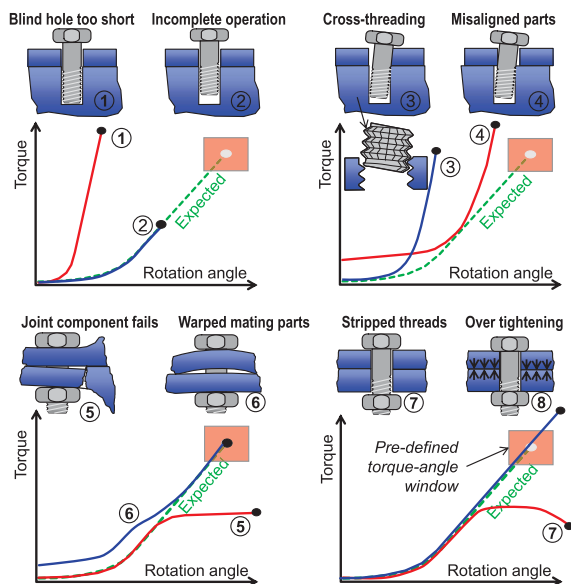 Blind hole too short
Incomplete operation
①
②
Torque
①
②
Expected
Rotation angle
Cross-threading
Misaligned parts
③
④
Torque
④
③
Expected
Rotation angle
Joint component fails
Warped mating parts
⑤
⑥
Torque
Expected
⑥
⑤
Rotation angle
Stripped threads
Over tightening
⑦
⑧
Torque
Pre-defined
torque-angle
window
Expected
⑦
Rotation angle